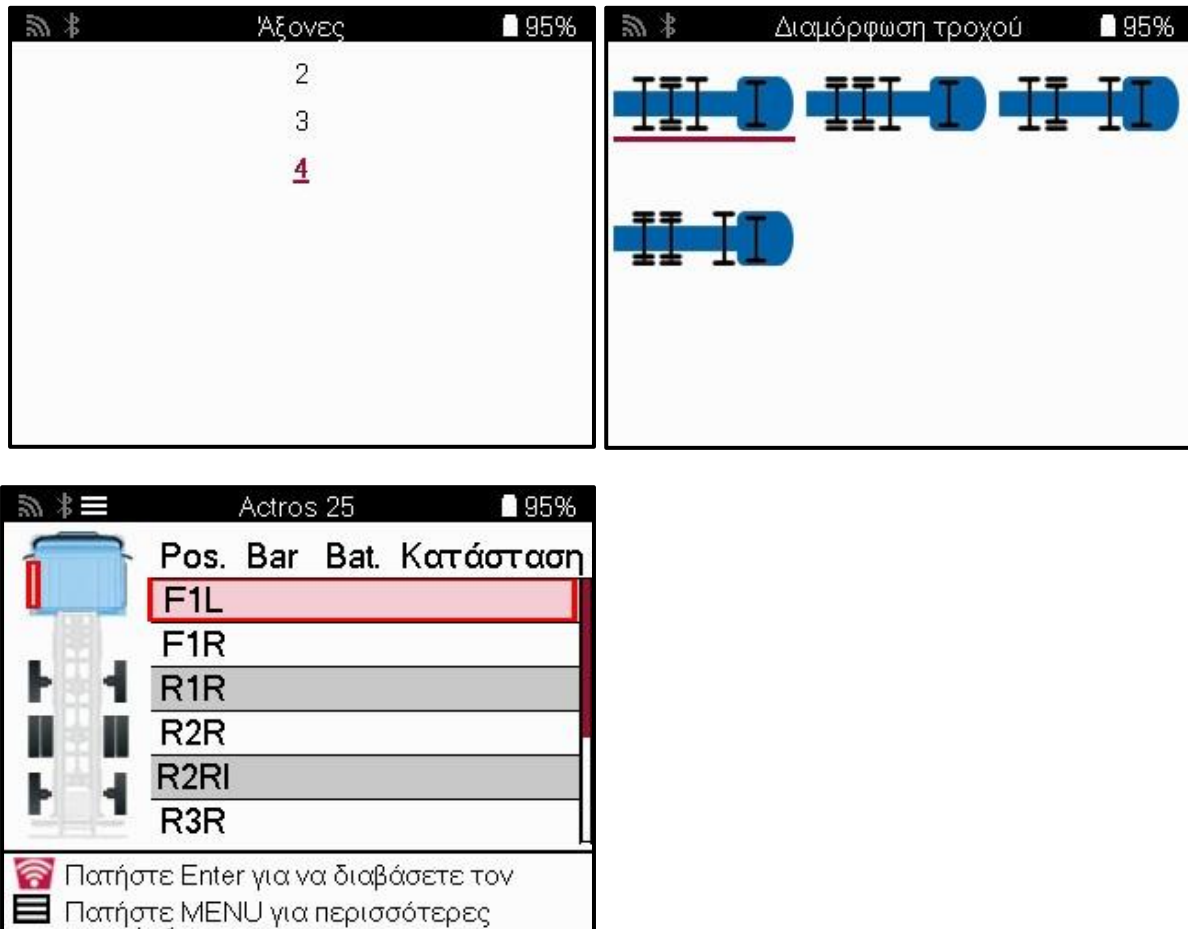 Άξονες 95%
2
3
4
Διαμόρφωση τροχού 95%
Actros 25 95%
Pos. Bar Bat. Κατάσταση
F1L
F1R
R1R
R2R
R2RI
R3R
Πατήστε Enter για να διαβάσετε τον
Πατήστε MENU για περισσότερες